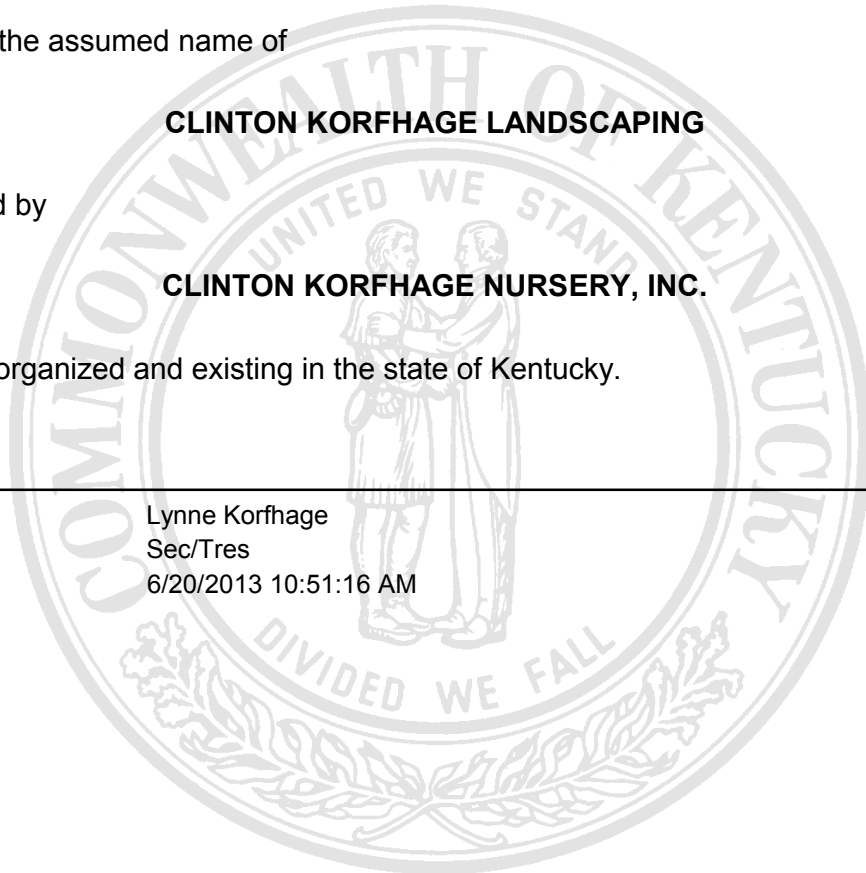 the assumed name of
CLINTON KORFHAGE LANDSCAPING
d by
CLINTON KORFHAGE NURSERY, INC.
organized and existing in the state of Kentucky.
Lynne Korfhage
Sec/Tres
6/20/2013 10:51:16 AM
COMMONWEALTH OF KENTUCKY
UNITED WE STAND
DIVIDED WE FALL